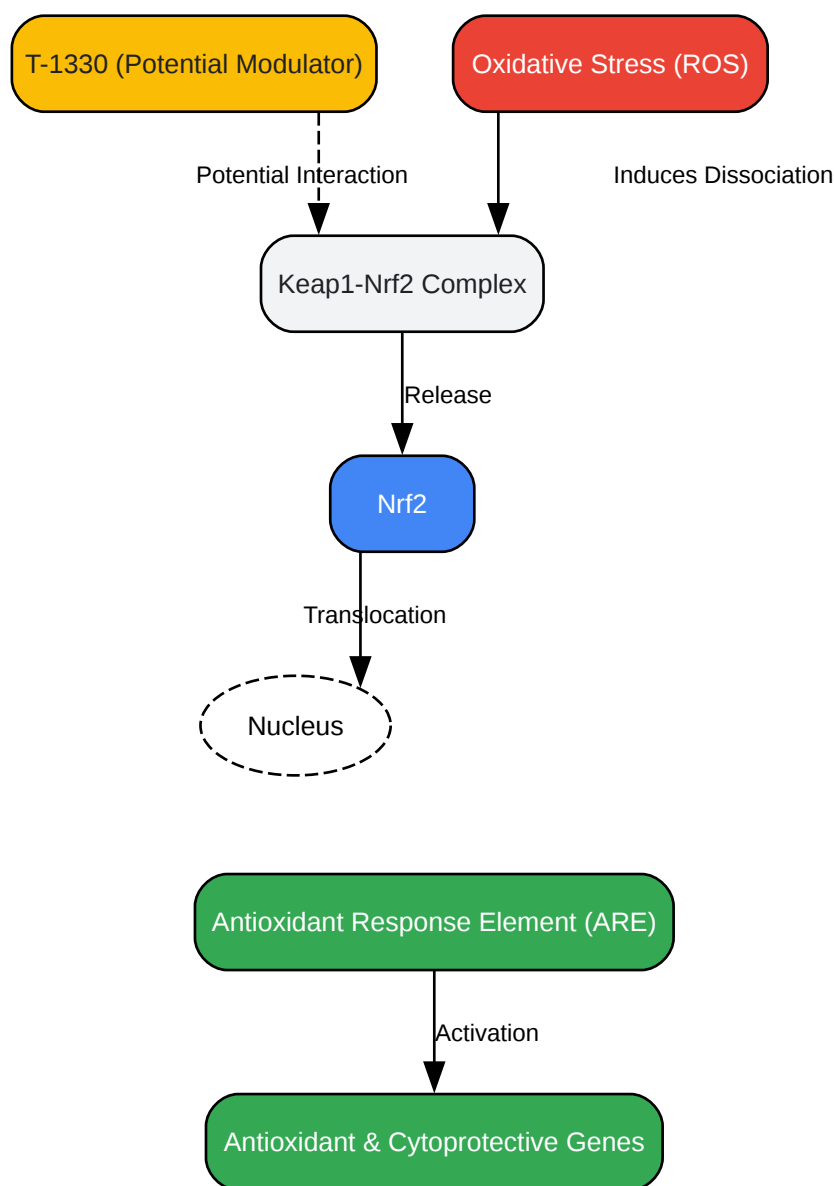 T-1330 (Potential Modulator)
Oxidative Stress (ROS)
Potential Interaction
Induces Dissociation
Keap1-Nrf2 Complex
Release
Nrf2
Translocation
Nucleus
Antioxidant Response Element (ARE)
Activation
Antioxidant & Cytoprotective Genes